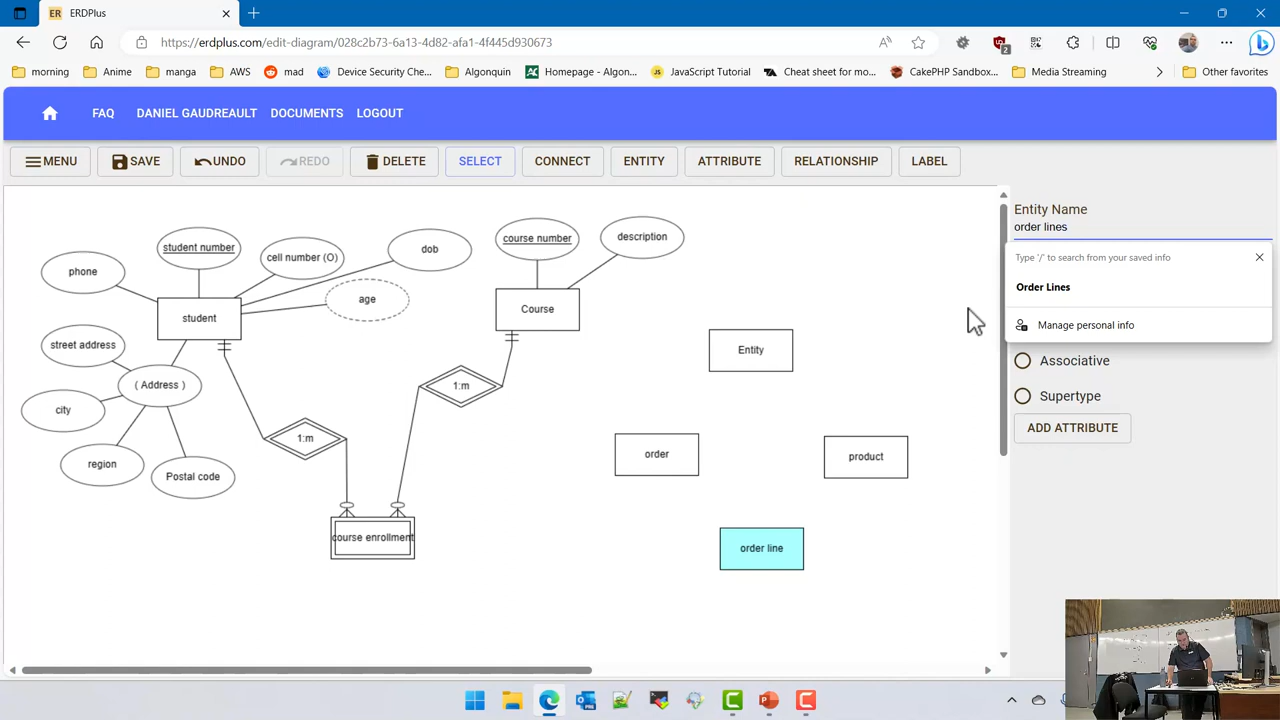 ER ERDPlus
https://erdplus.com/edit-diagram/028c2b73-6a13-4d82-afa1-4f445d930673
2
morning Anime manga AWS mad Device Security Che... Algonquin Homepage - Algon... JavaScript Tutorial Cheat sheet for mo... CakePHP Sandbox... Media Streaming Other favorites
FAQ DANIEL GAUDREAULT DOCUMENTS LOGOUT
MENU SAVE UNDO REDO DELETE SELECT CONNECT ENTITY ATTRIBUTE RELATIONSHIP LABEL
Entity Name
order lines
Type '/' to search from your saved info
Order Lines
Manage personal info
Associative
Supertype
ADD ATTRIBUTE
student number
cell number (O)
dob
phone
age
student
street address
( Address )
city
region
Postal code
course number
description
Course
1:m
1:m
course enrollment
Entity
order
product
order line